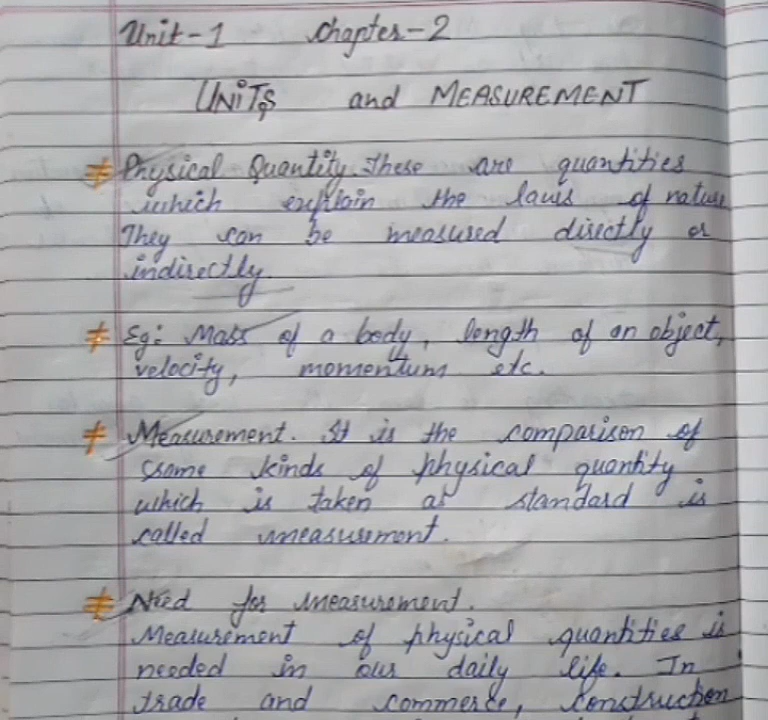 Unit-1 Chapter-2
UNiTS and MEASUREMENT
Physical Quantity. These are quantities
which explain the laws of nature
They can be measured directly or
indirectly.
Eg: Mass of a body, length of an object,
velocity, momentum etc.
Measurement. It is the comparison of
same kinds of physical quantity
which is taken as standard is
called measurement.
Need for measurement.
Measurement of physical quantities is
needed in our daily life. In
trade and commerce, construction